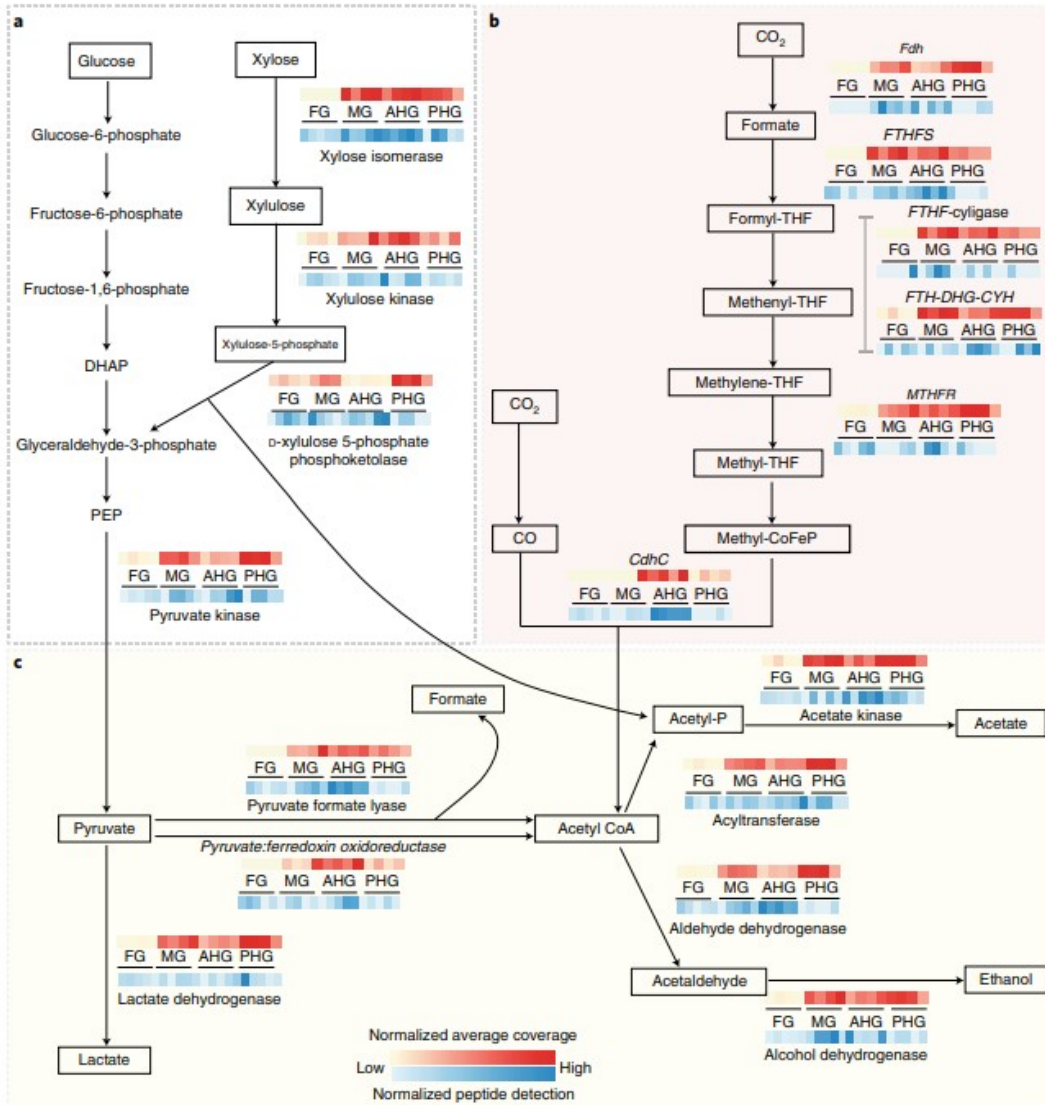 a
Glucose
Xylose
FG MG AHG PHG
Xylose isomerase
Glucose-6-phosphate
Xylulose
Fructose-6-phosphate
FG MG AHG PHG
Xylulose kinase
Fructose-1,6-phosphate
Xylulose-5-phosphate
DHAP
FG MG AHG PHG
D-xylulose 5-phosphate
phosphoketolase
Glyceraldehyde-3-phosphate
PEP
FG MG AHG PHG
Pyruvate kinase
b
CO2
Fdh
FG MG AHG PHG
Formate
FTHFS
FG MG AHG PHG
Formyl-THF
FTHF-cyligase
FG MG AHG PHG
Methenyl-THF
FTH-DHG-CYH
FG MG AHG PHG
Methylene-THF
MTHFR
FG MG AHG PHG
CO2
Methyl-THF
CO
Methyl-CoFeP
CdhC
FG MG AHG PHG
c
Formate
Acetyl-P
FG MG AHG PHG
Acetate kinase
Acetate
FG MG AHG PHG
Pyruvate formate lyase
FG MG AHG PHG
Acyltransferase
Pyruvate
Acetyl CoA
Pyruvate:ferredoxin oxidoreductase
FG MG AHG PHG
FG MG AHG PHG
Aldehyde dehydrogenase
FG MG AHG PHG
Lactate dehydrogenase
Acetaldehyde
Ethanol
FG MG AHG PHG
Alcohol dehydrogenase
Lactate
Normalized average coverage
Low High
Normalized peptide detection